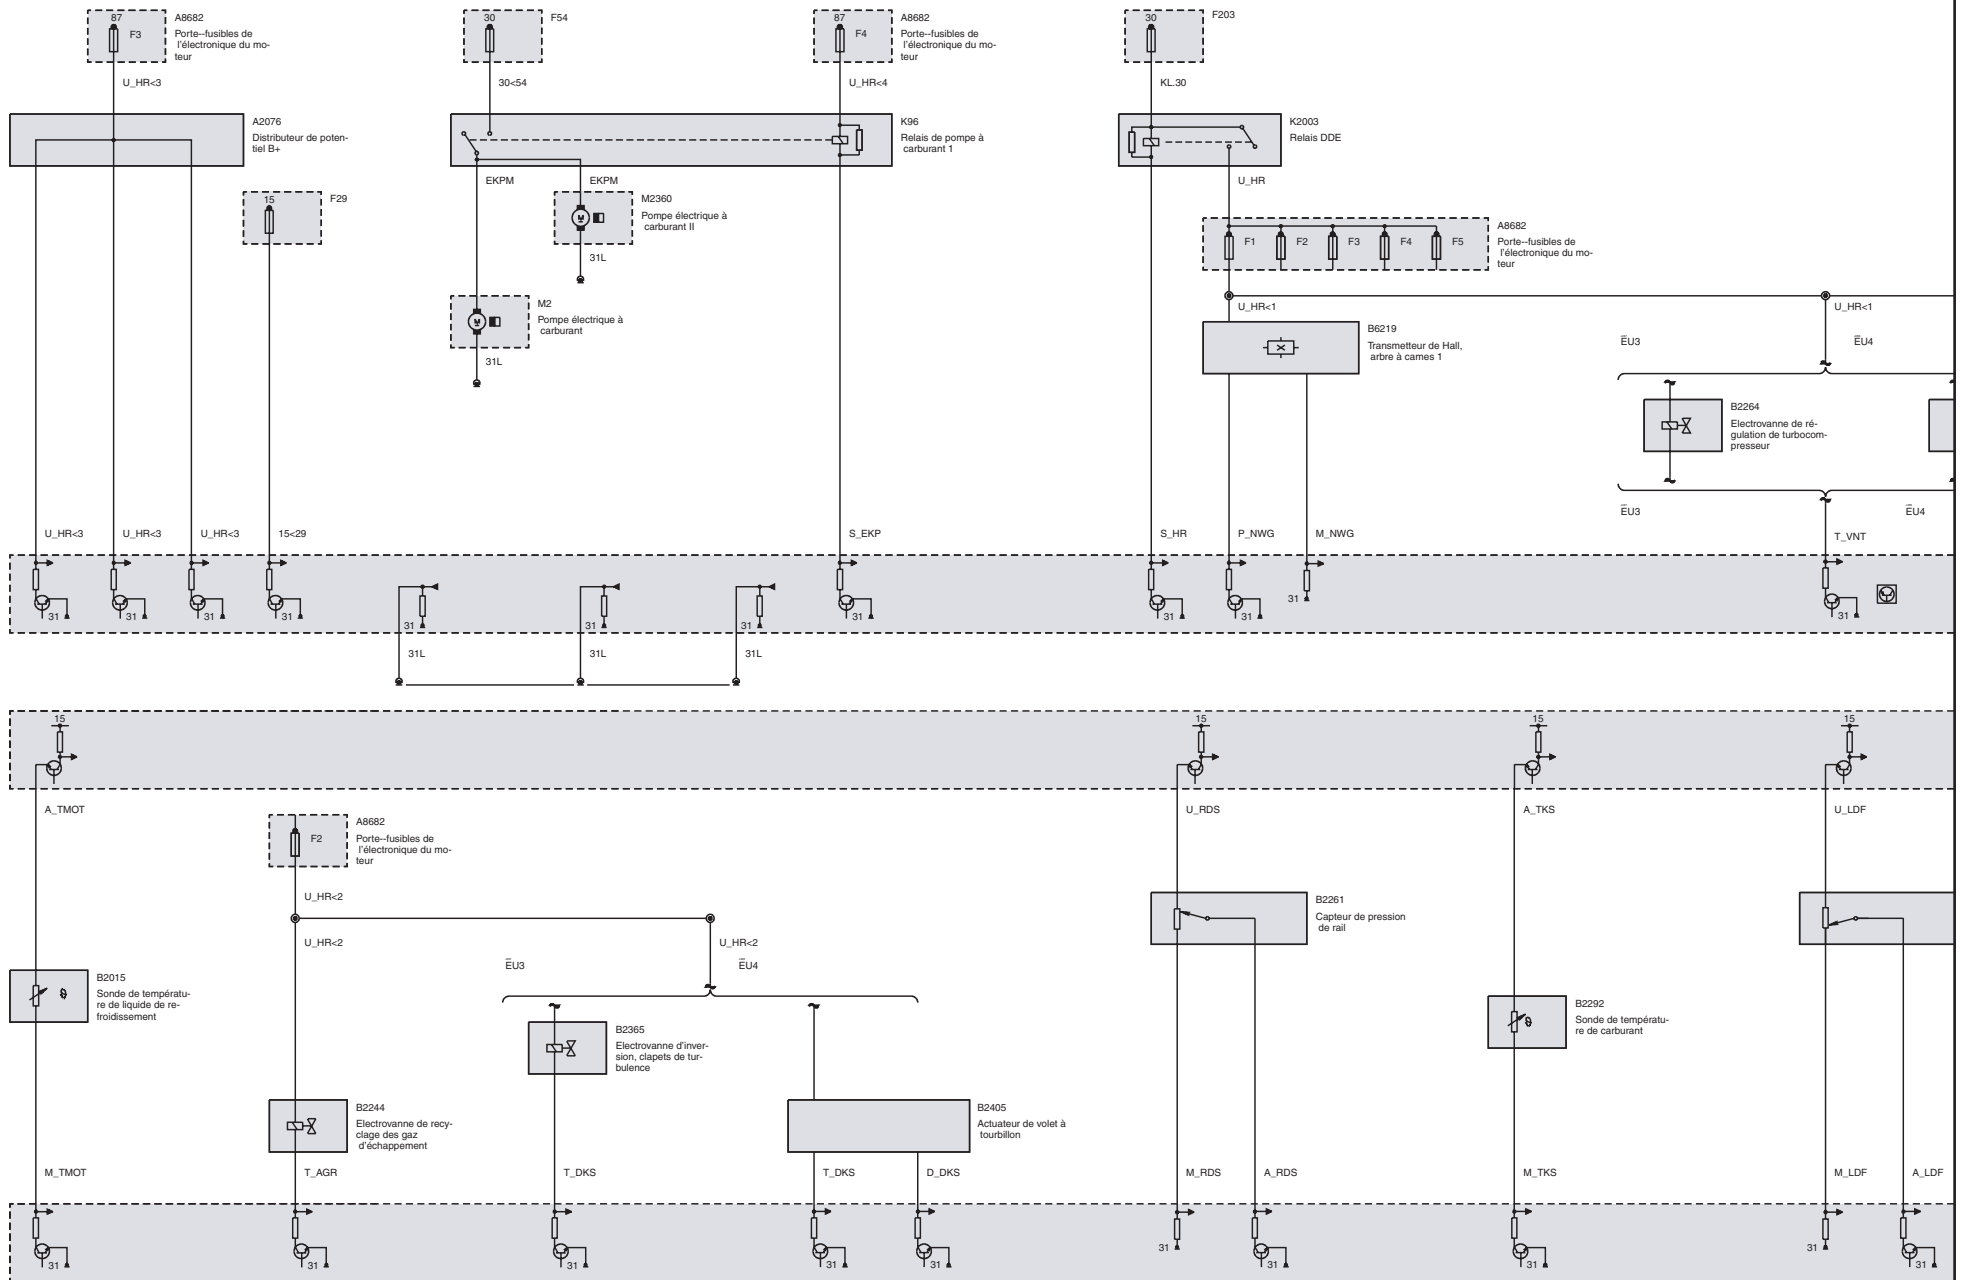 87
F3
A8682
Porte--fusibles de
l'électronique du mo-
teur
U_HR<3
30
F54
30<54
87
F4
A8682
Porte--fusibles de
l'électronique du mo-
teur
U_HR<4
30
F203
KL.30
A2076
Distributeur de poten-
tiel B+
K96
Relais de pompe à
carburant 1
K2003
Relais DDE
EKPM
EKPM
U_HR
15
F29
M
M2360
Pompe électrique à
carburant II
31L
F1
F2
F3
F4
F5
A8682
Porte--fusibles de
l'électronique du mo-
teur
M
M2
Pompe électrique à
carburant
31L
U_HR<1
U_HR<1
B6219
Transmetteur de Hall,
arbre à cames 1
EU3
EU4
B2264
Electrovanne de ré-
gulation de turbocom-
presseur
EU3
EU4
U_HR<3
U_HR<3
U_HR<3
15<29
S_EKP
S_HR
P_NWG
M_NWG
T_VNT
31
31
31
31
31
31
31
31
31
31
31
31
31L
31L
31L
15
15
15
15
A_TMOT
U_RDS
A_TKS
U_LDF
F2
A8682
Porte--fusibles de
l'électronique du mo-
teur
U_HR<2
B2261
Capteur de pression
de rail
U_HR<2
U_HR<2
EU3
EU4
B2015
Sonde de températu-
re de liquide de re-
froidissement
B2292
Sonde de températu-
re de carburant
B2365
Electrovanne d'inver-
sion, clapets de tur-
bulence
B2244
Electrovanne de recy-
clage des gaz
d'échappement
B2405
Actuateur de volet à
tourbillon
M_TMOT
T_AGR
T_DKS
T_DKS
D_DKS
M_RDS
A_RDS
M_TKS
M_LDF
A_LDF
31
31
31
31
31
31
31
31
31
31